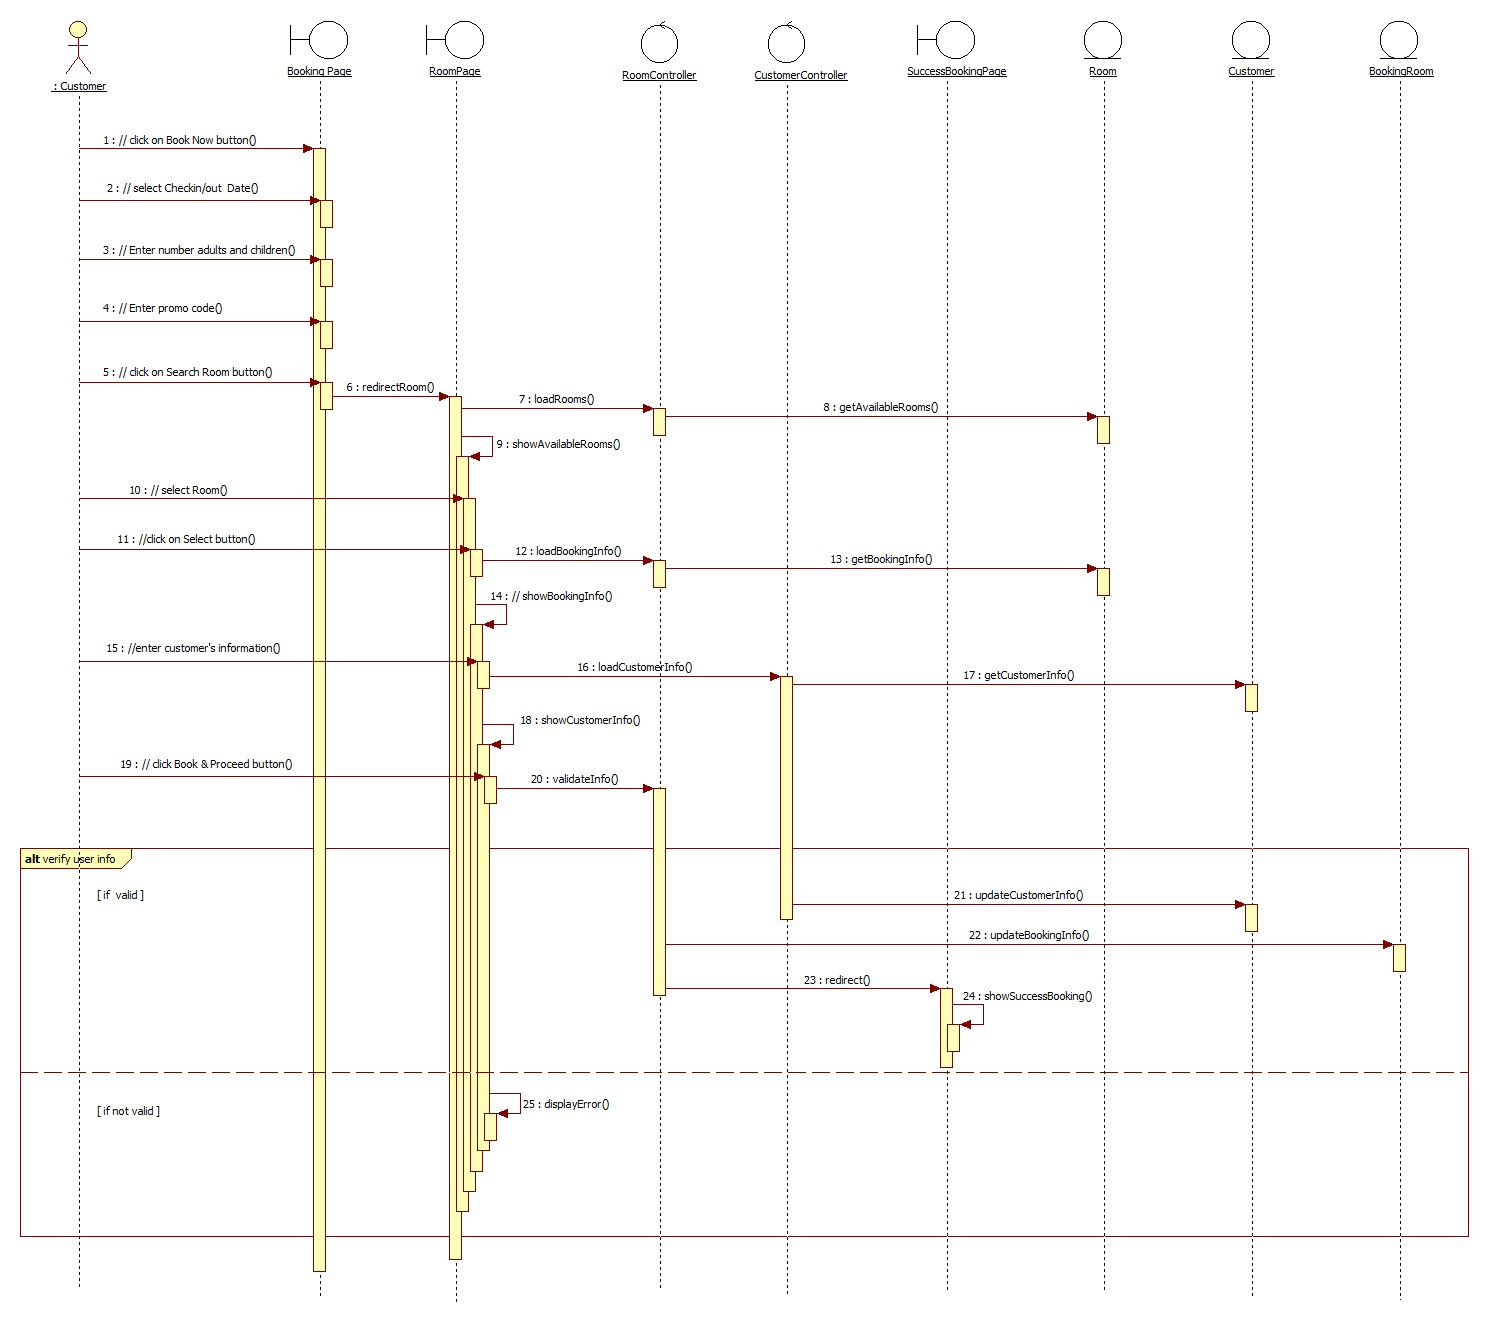 : Customer
Booking Page
RoomPage
RoomController
CustomerController
SuccessBookingPage
Room
Customer
BookingRoom
1 : // click on Book Now button()
2 : // select Checkin/out  Date()
3 : // Enter number adults and children()
4 : // Enter promo code()
5 : // click on Search Room button()
6 : redirectRoom()
7 : loadRooms()
8 : getAvailableRooms()
9 : showAvailableRooms()
10 : // select Room()
11 : //click on Select button()
12 : loadBookingInfo()
13 : getBookingInfo()
14 : // showBookingInfo()
15 : //enter customer's information()
16 : loadCustomerInfo()
17 : getCustomerInfo()
18 : showCustomerInfo()
19 : // click Book & Proceed button()
20 : validateInfo()
alt verify user info
[ if  valid ]
21 : updateCustomerInfo()
22 : updateBookingInfo()
23 : redirect()
24 : showSuccessBooking()
25 : displayError()
[ if not valid ]